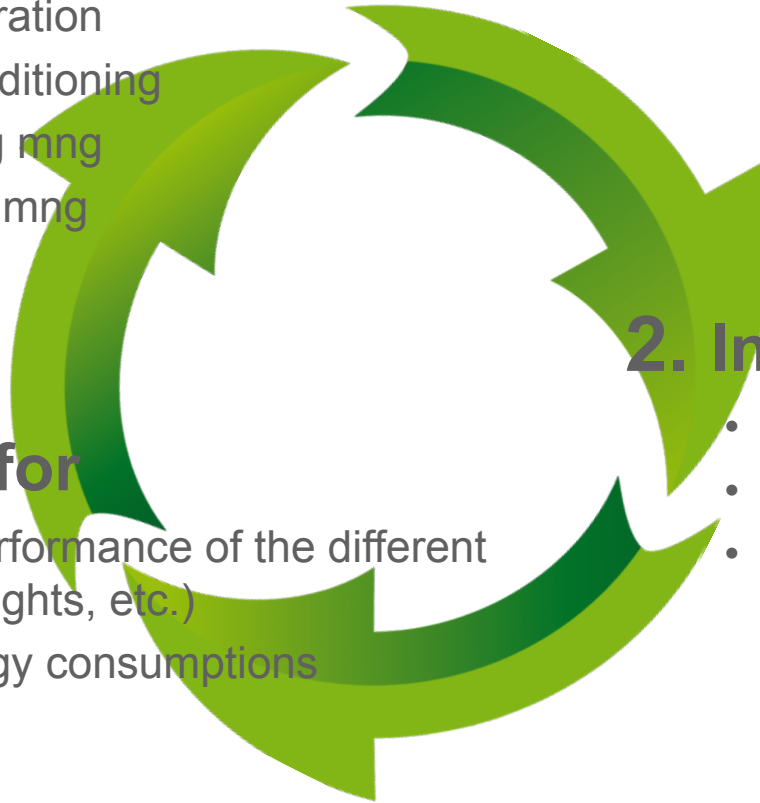 ration
ditioning
g mng
mng
2. In
for
rformance of the different
ghts, etc.)
gy consumptions